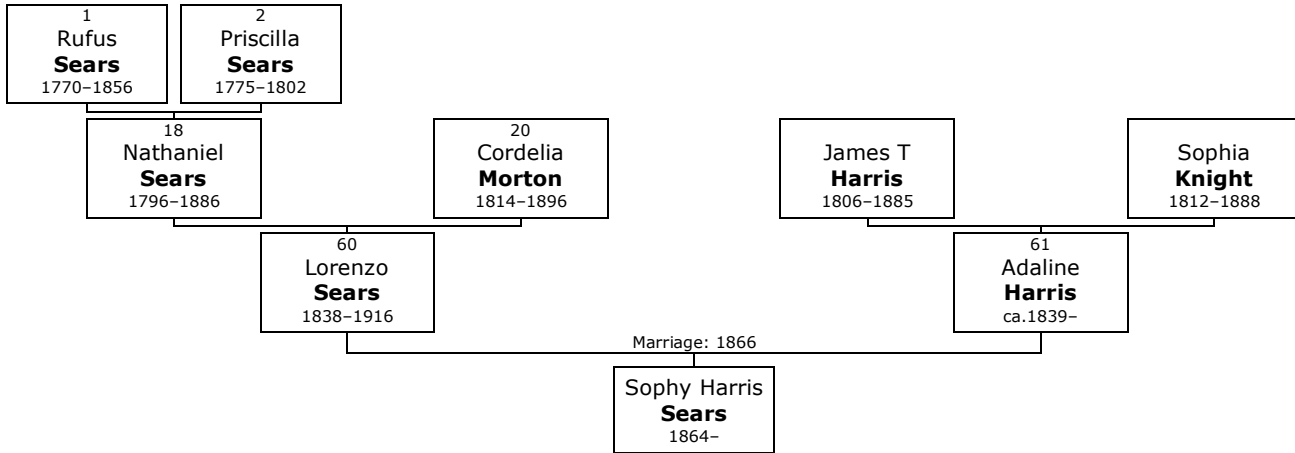 1
Rufus
Sears
1770–1856
2
Priscilla
Sears
1775–1802
18
Nathaniel
Sears
1796–1886
20
Cordelia
Morton
1814–1896
James T
Harris
1806–1885
Sophia
Knight
1812–1888
60
Lorenzo
Sears
1838–1916
61
Adaline
Harris
ca.1839–
Marriage: 1866
Sophy Harris
Sears
1864–